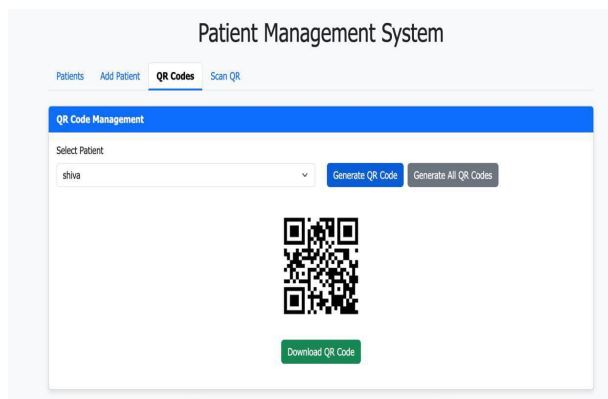 Patient Management System
Patients Add Patient QR Codes Scan QR
QR Code Management
Select Patient
shiva Generate QR Code Generate All QR Codes
Download QR Code